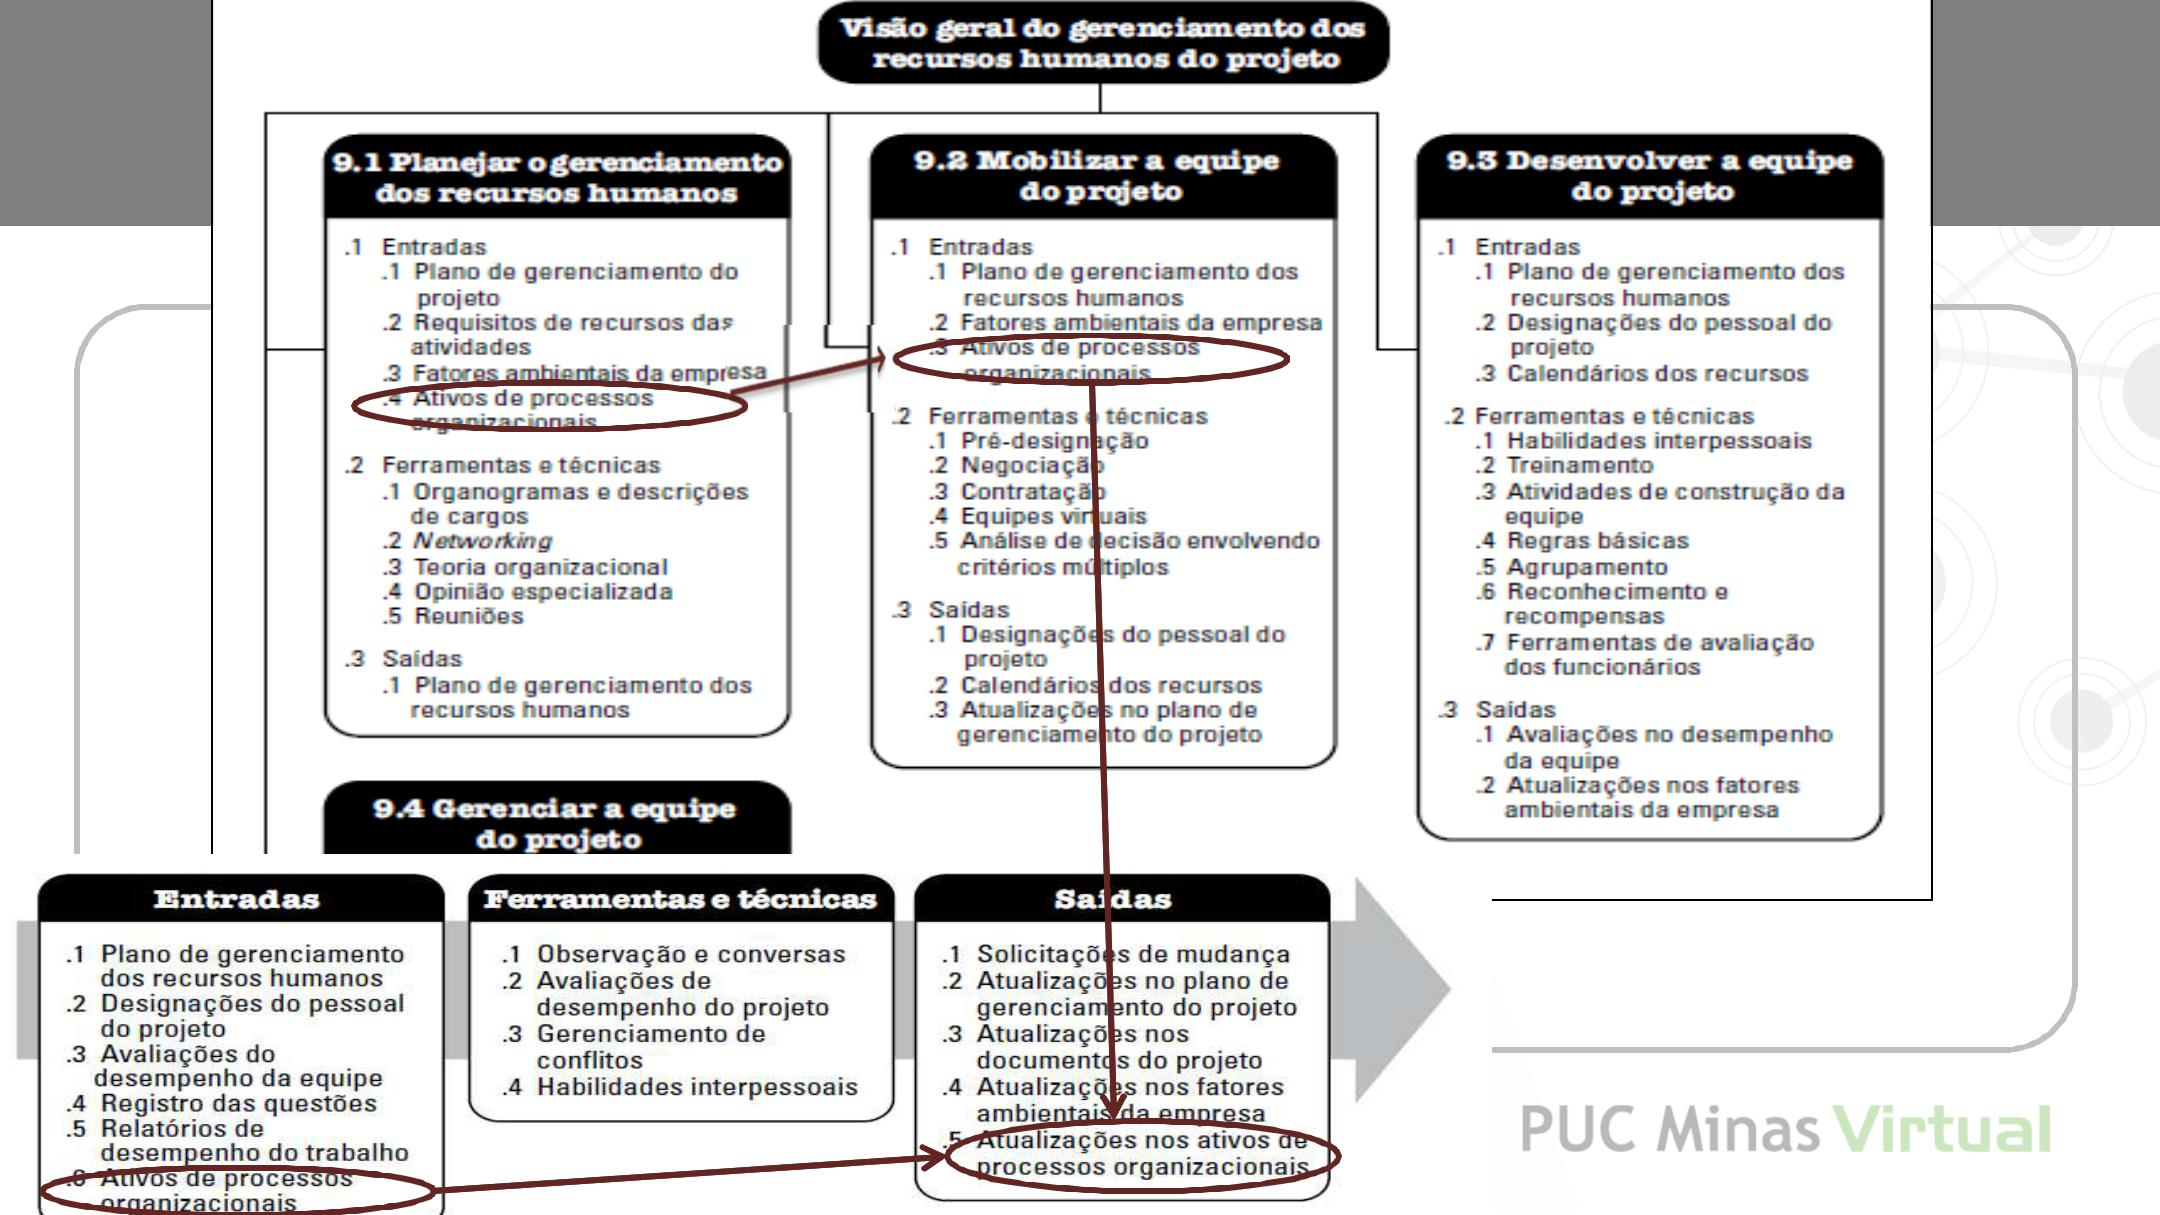 Visão geral do gerenciamento dos
recursos humanos do projeto
9.1 Planejar o gerenciamento
dos recursos humanos
.1 Entradas
.1 Plano de gerenciamento do
projeto
.2 Requisitos de recursos das
atividades
.3 Fatores ambientais da empresa
.4 Ativos de processos
organizacionais
.2 Ferramentas e técnicas
.1 Organogramas e descrições
de cargos
.2 Networking
.3 Teoria organizacional
.4 Opinião especializada
.5 Reuniões
.3 Saídas
.1 Plano de gerenciamento dos
recursos humanos
9.2 Mobilizar a equipe
do projeto
.1 Entradas
.1 Plano de gerenciamento dos
recursos humanos
.2 Fatores ambientais da empresa
.3 Ativos de processos
organizacionais
.2 Ferramentas e técnicas
.1 Pré-designação
.2 Negociação
.3 Contratação
.4 Equipes virtuais
.5 Análise de decisão envolvendo
critérios múltiplos
.3 Saídas
.1 Designações do pessoal do
projeto
.2 Calendários dos recursos
.3 Atualizações no plano de
gerenciamento do projeto
9.3 Desenvolver a equipe
do projeto
.1 Entradas
.1 Plano de gerenciamento dos
recursos humanos
.2 Designações do pessoal do
projeto
.3 Calendários dos recursos
.2 Ferramentas e técnicas
.1 Habilidades interpessoais
.2 Treinamento
.3 Atividades de construção da
equipe
.4 Regras básicas
.5 Agrupamento
.6 Reconhecimento e
recompensas
.7 Ferramentas de avaliação
dos funcionários
.3 Saídas
.1 Avaliações no desempenho
da equipe
.2 Atualizações nos fatores
ambientais da empresa
9.4 Gerenciar a equipe
do projeto
Entradas
.1 Plano de gerenciamento
dos recursos humanos
.2 Designações do pessoal
do projeto
.3 Avaliações do
desempenho da equipe
.4 Registro das questões
.5 Relatórios de
desempenho do trabalho
.6 Ativos de processos
organizacionais
Ferramentas e técnicas
.1 Observação e conversas
.2 Avaliações de
desempenho do projeto
.3 Gerenciamento de
conflitos
.4 Habilidades interpessoais
Saídas
.1 Solicitações de mudança
.2 Atualizações no plano de
gerenciamento do projeto
.3 Atualizações nos
documentos do projeto
.4 Atualizações nos fatores
ambientais da empresa
.5 Atualizações nos ativos de
processos organizacionais
PUC Minas Virtual